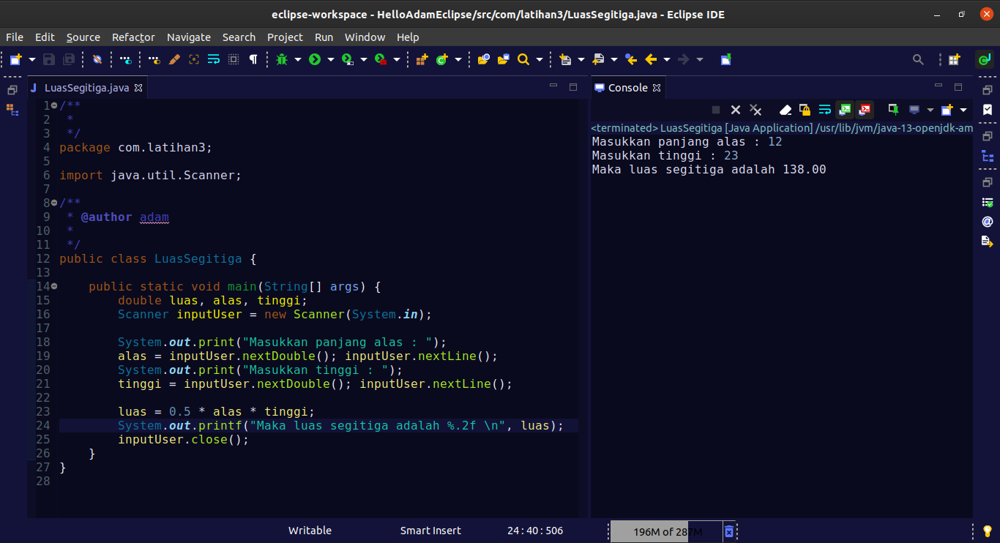 eclipse-workspace - HelloAdamEclipse/src/com/latihan3/LuasSegitiga.java - Eclipse IDE
File Edit Source Refactor Navigate Search Project Run Window Help
LuasSegitiga.java
1 /**
2  *
3  */
4 package com.latihan3;
5
6 import java.util.Scanner;
7
8 /**
9  * @author adam
10  *
11  */
12 public class LuasSegitiga {
13
14     public static void main(String[] args) {
15         double luas, alas, tinggi;
16         Scanner inputUser = new Scanner(System.in);
17
18         System.out.print("Masukkan panjang alas : ");
19         alas = inputUser.nextDouble(); inputUser.nextLine();
20         System.out.print("Masukkan tinggi : ");
21         tinggi = inputUser.nextDouble(); inputUser.nextLine();
22
23         luas = 0.5 * alas * tinggi;
24         System.out.printf("Maka luas segitiga adalah %.2f \n", luas);
25         inputUser.close();
26     }
27 }
28
Console
<terminated> LuasSegitiga [Java Application] /usr/lib/jvm/java-13-openjdk-am
Masukkan panjang alas : 12
Masukkan tinggi : 23
Maka luas segitiga adalah 138.00
Writable Smart Insert 24 : 40 : 506 196M of 287M